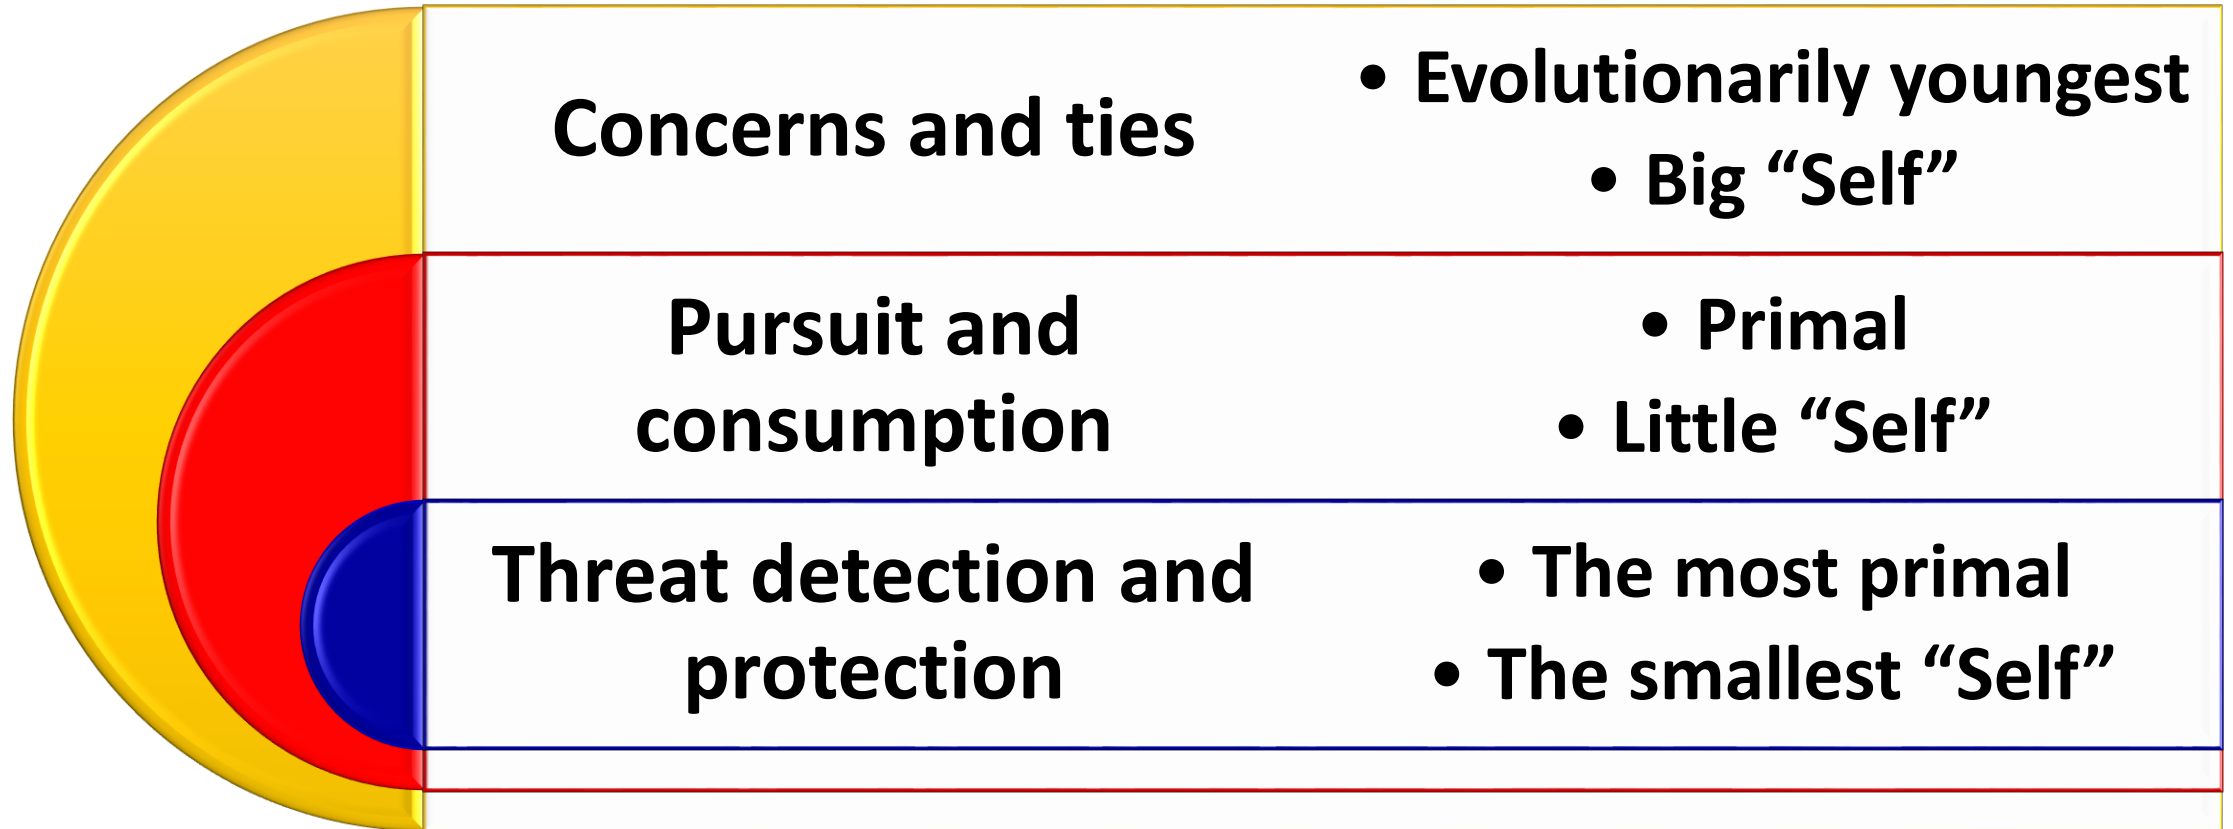 Concerns and ties
• Evolutionarily youngest
• Big “Self”
Pursuit and
consumption
• Primal
• Little “Self”
Threat detection and
protection
• The most primal
• The smallest “Self”